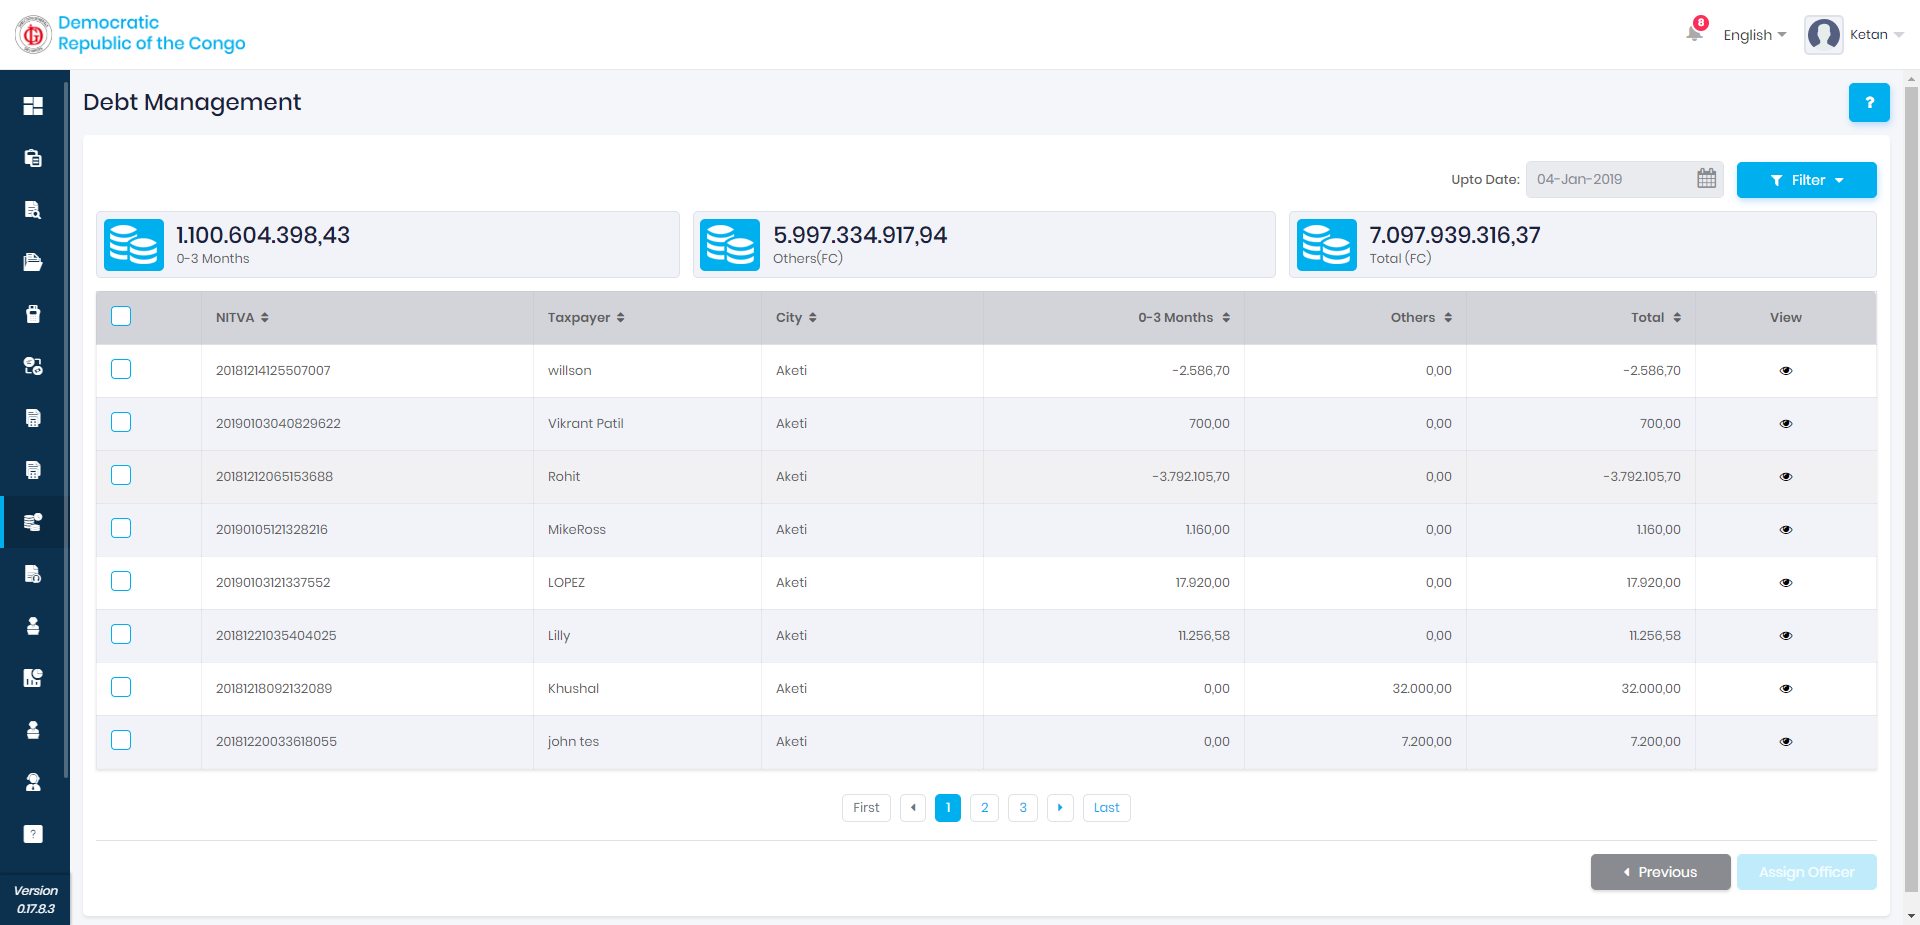 Democratic
Republic of the Congo
8
English
Ketan
Debt Management
?
Upto Date: 04-Jan-2019 Filter
1.100.604.398,43
0-3 Months
5.997.334.917,94
Others(FC)
7.097.939.316,37
Total (FC)
NITVA Taxpayer City 0-3 Months Others Total View
20181214125507007 willson Aketi -2.586,70 0,00 -2.586,70
20190103040829622 Vikrant Patil Aketi 700,00 0,00 700,00
20181212065153688 Rohit Aketi -3.792.105,70 0,00 -3.792.105,70
20190105121328216 MikeRoss Aketi 1.160,00 0,00 1.160,00
20190103121337552 LOPEZ Aketi 17.920,00 0,00 17.920,00
20181221035404025 Lilly Aketi 11.256,58 0,00 11.256,58
20181218092132089 Khushal Aketi 0,00 32.000,00 32.000,00
20181220033618055 john tes Aketi 0,00 7.200,00 7.200,00
First 1 2 3 Last
Previous Assign Officer
?
Version
0.17.8.3